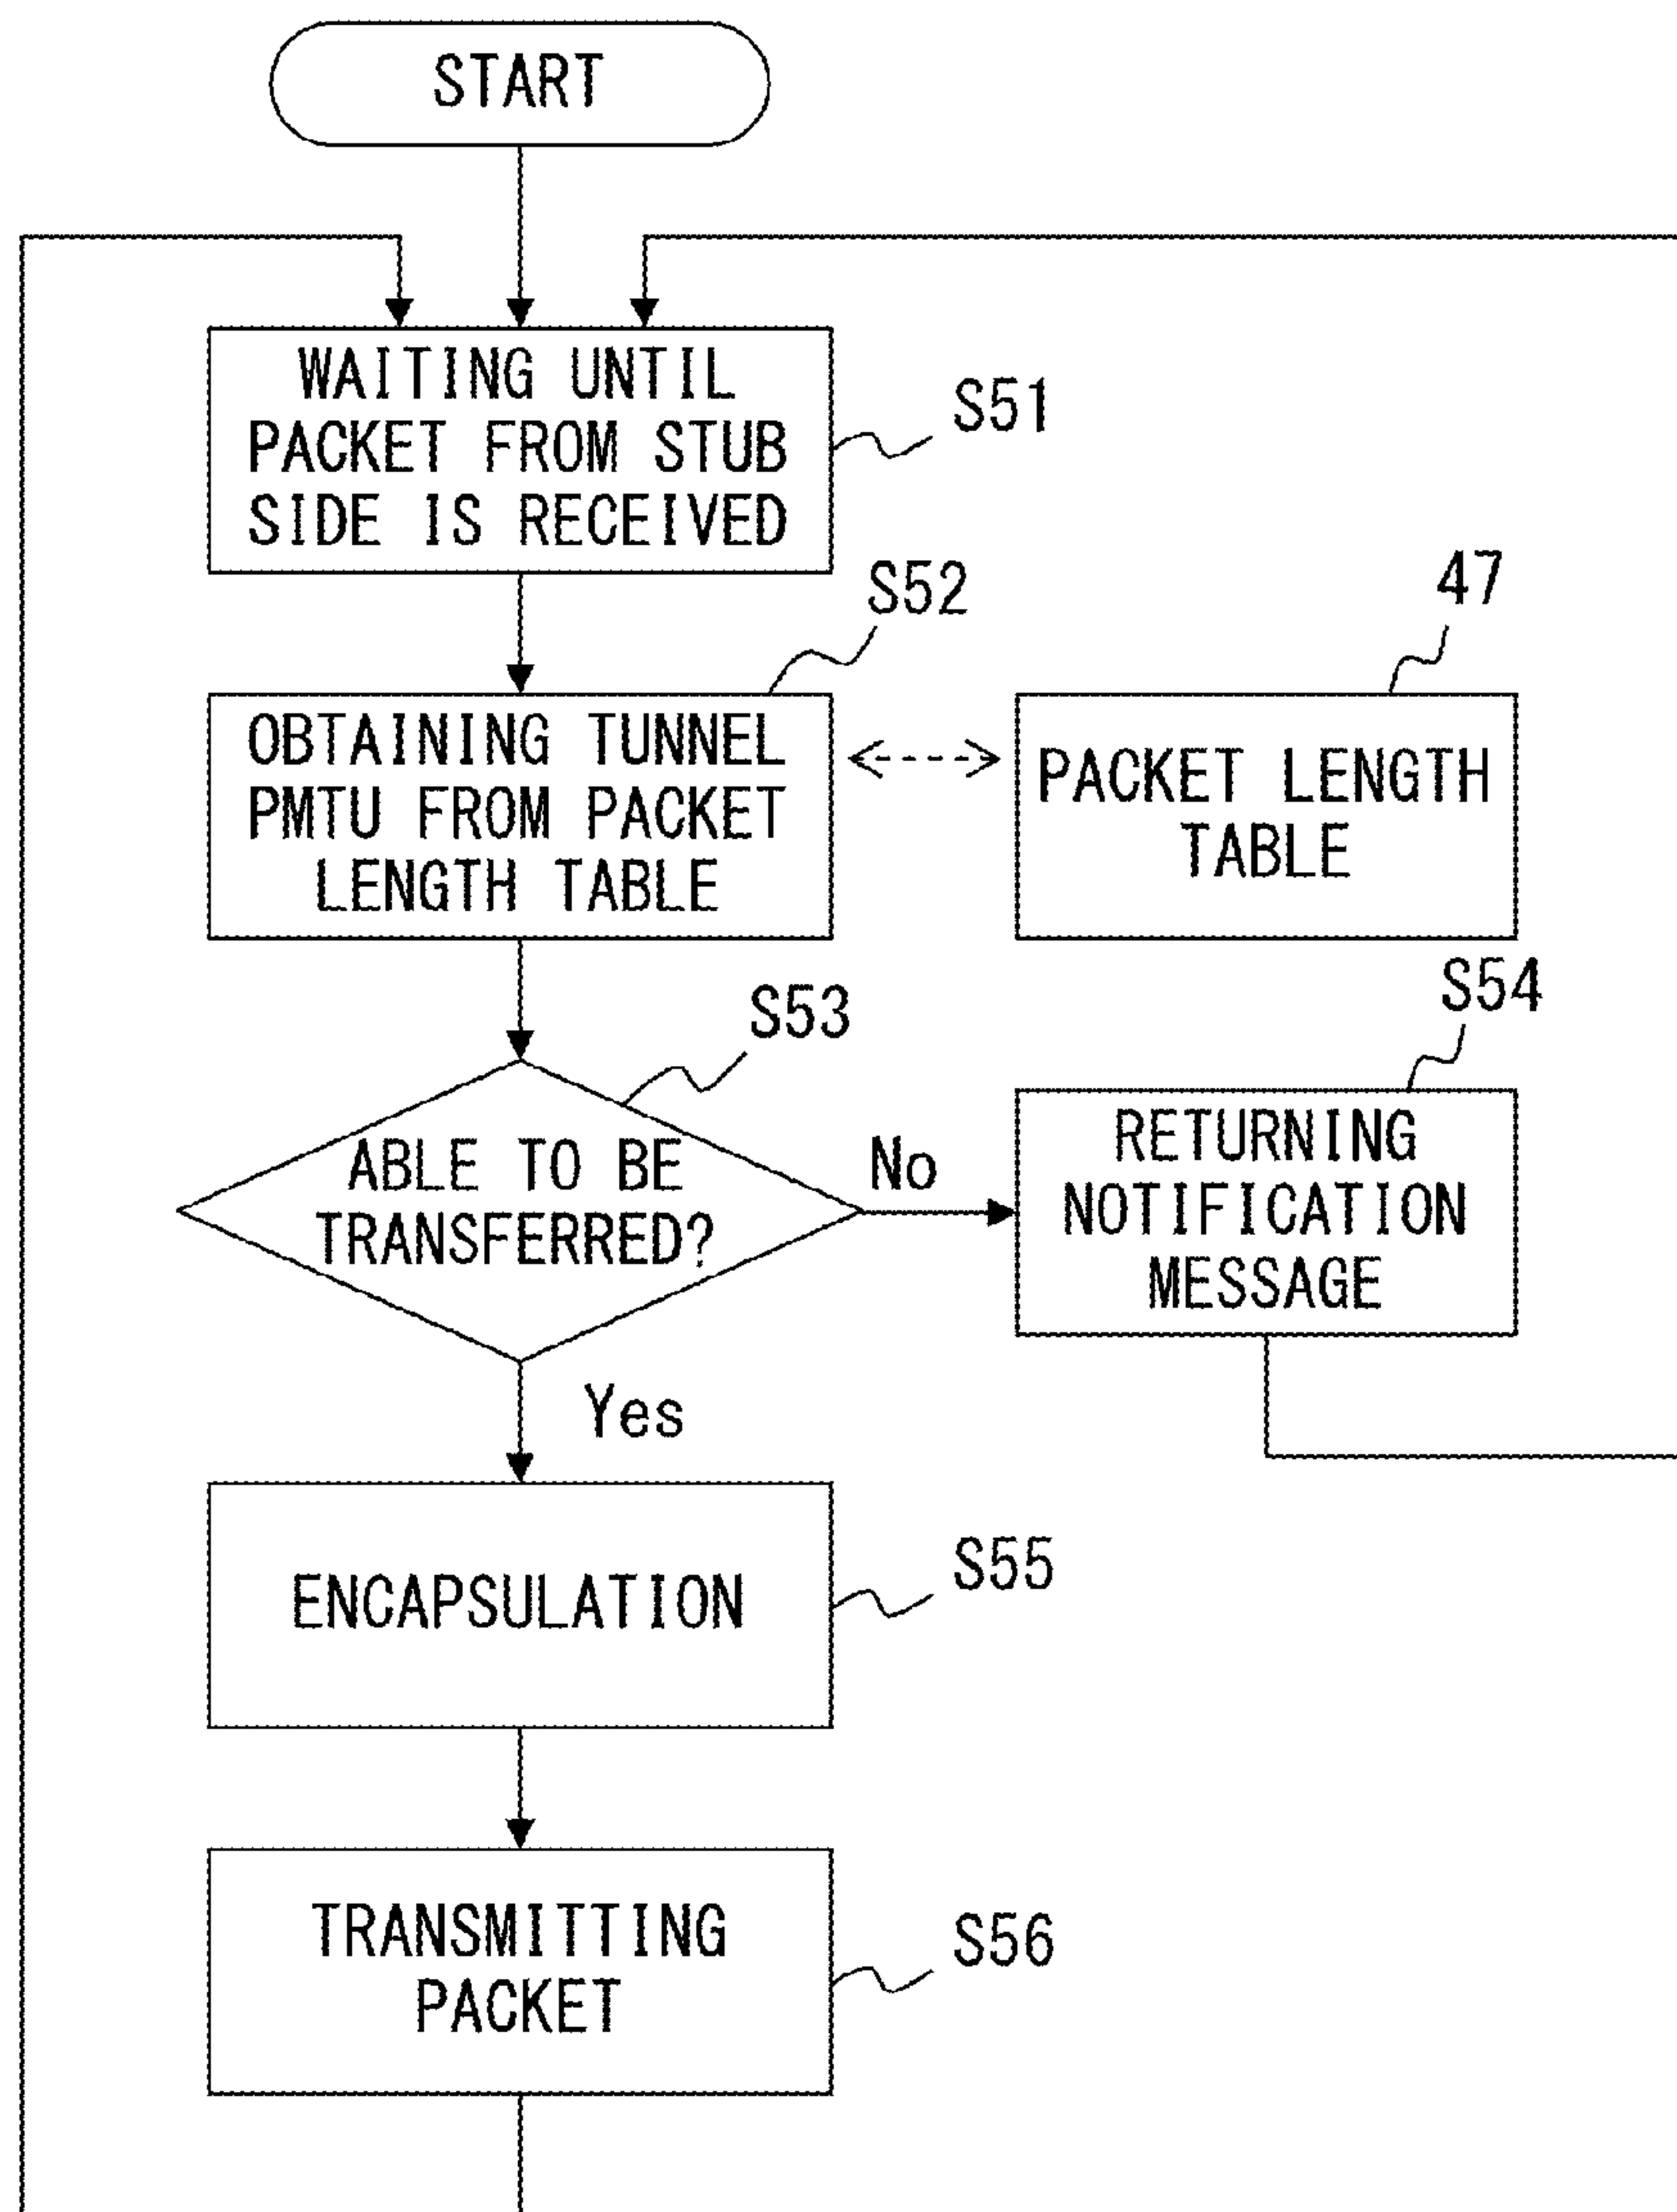 START
WAITING UNTIL
PACKET FROM STUB
SIDE IS RECEIVED
S51
S52
OBTAINING TUNNEL
PMTU FROM PACKET
LENGTH TABLE
47
PACKET LENGTH
TABLE
S53
ABLE TO BE
TRANSFERRED?
No
S54
RETURNING
NOTIFICATION
MESSAGE
Yes
ENCAPSULATION
S55
TRANSMITTING
PACKET
S56